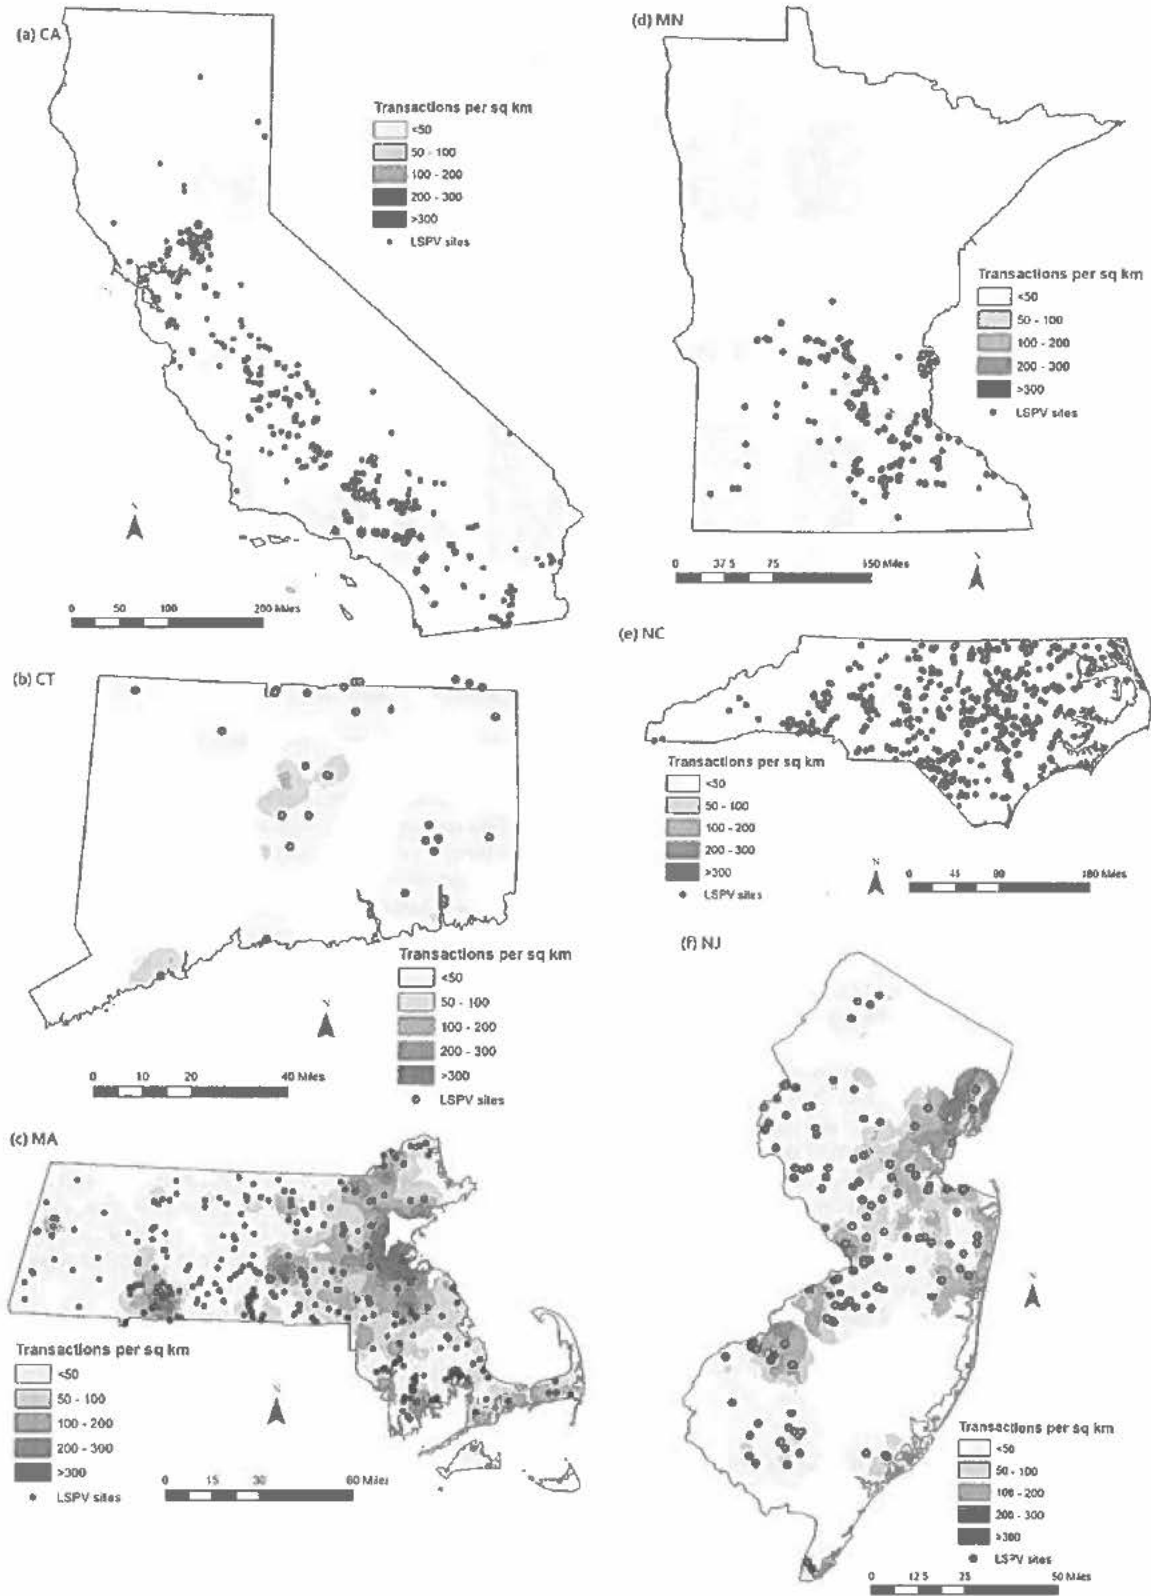 (a) CA
Transactions per sq km
<50
50 - 100
100 - 200
200 - 300
>300
LSPV sites
N
0 50 100 200 Miles
(b) CT
Transactions per sq km
<50
50 - 100
100 - 200
200 - 300
>300
LSPV sites
N
0 10 20 40 Miles
(c) MA
Transactions per sq km
<50
50 - 100
100 - 200
200 - 300
>300
LSPV sites
N
0 15 30 60 Miles
(d) MN
Transactions per sq km
<50
50 - 100
100 - 200
200 - 300
>300
LSPV sites
N
0 37 5 75 150 Miles
(e) NC
Transactions per sq km
<50
50 - 100
100 - 200
200 - 300
>300
LSPV sites
N
0 45 90 180 Miles
(f) NJ
Transactions per sq km
<50
50 - 100
100 - 200
200 - 300
>300
LSPV sites
N
0 12.5 25 50 Miles